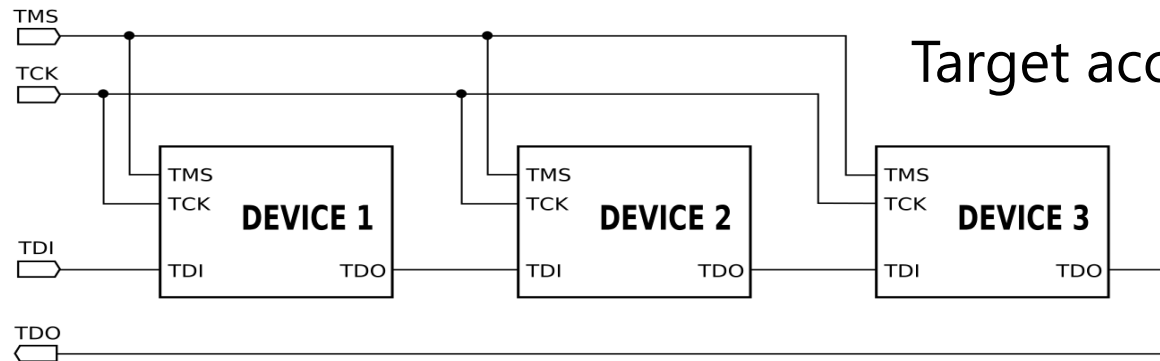 TMS
TCK
Target acc
TMS
TCK
DEVICE 1
TDI
TDO
TMS
TCK
DEVICE 2
TDI
TDO
TMS
TCK
DEVICE 3
TDI
TDO
TDI
TDO